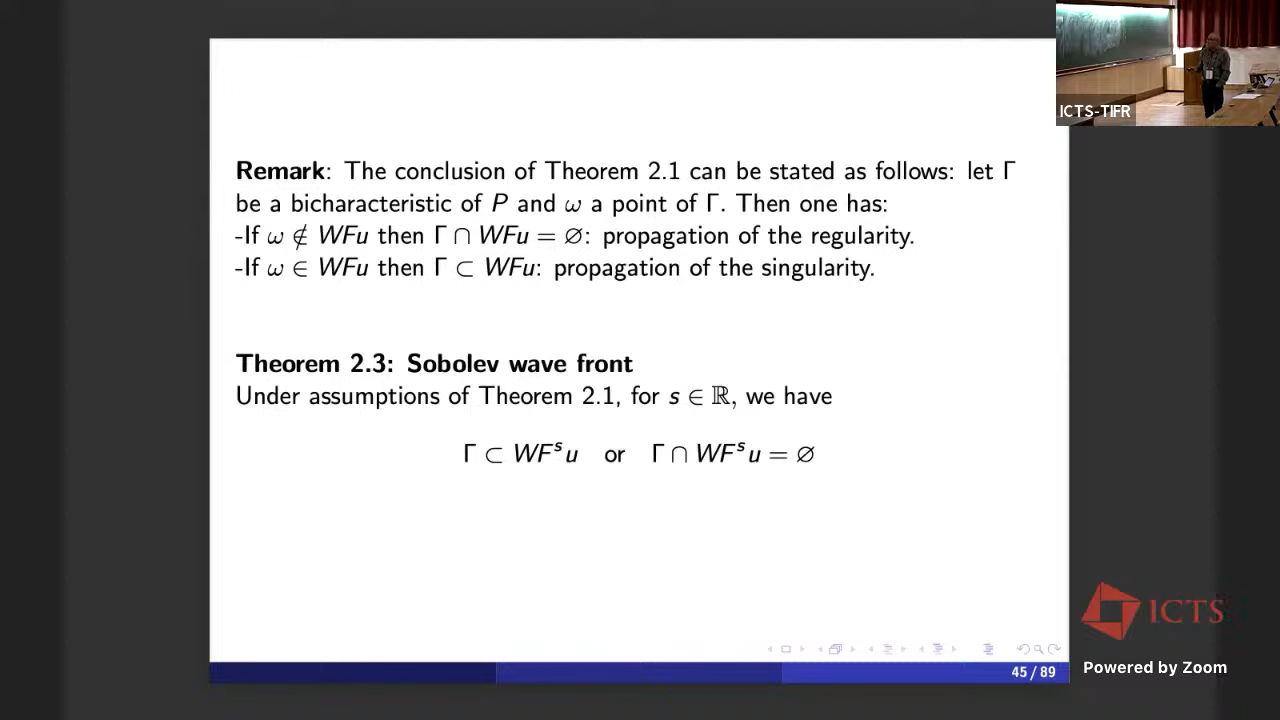 ICTS-TIFR
Remark: The conclusion of Theorem 2.1 can be stated as follows: let Γ
be a bicharacteristic of P and ω a point of Γ. Then one has:
-If ω ∉ WFu then Γ ∩ WFu = ∅: propagation of the regularity.
-If ω ∈ WFu then Γ ⊂ WFu: propagation of the singularity.
Theorem 2.3: Sobolev wave front
Under assumptions of Theorem 2.1, for s ∈ ℝ, we have
Γ ⊂ WFˢu or Γ ∩ WFˢu = ∅
ICTS
Powered by Zoom
45 / 89